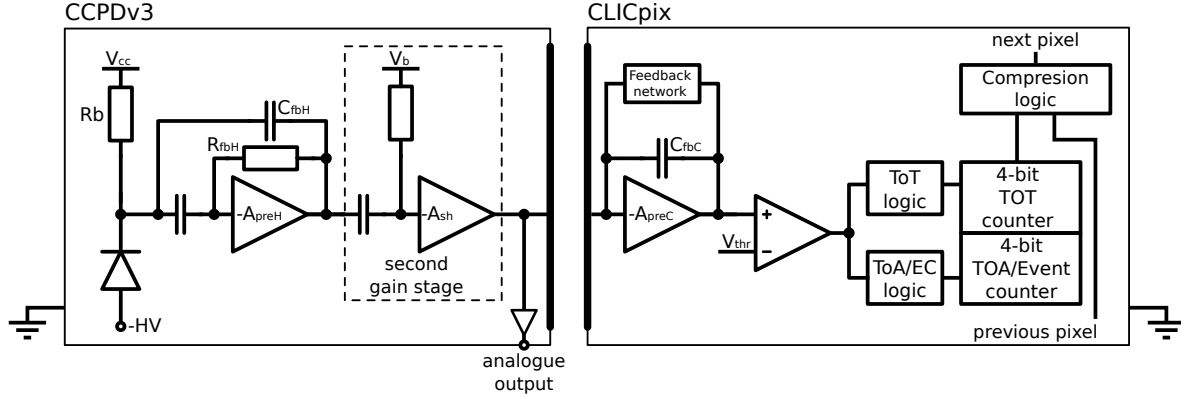 CCPDv3
CLICpix
Vcc
Rb
CfbH
RfbH
-ApreH
-HV
Vb
-Ash
second
gain stage
analogue
output
Feedback
network
CfbC
-ApreC
Vthr
+
−
ToT
logic
ToA/EC
logic
4-bit
TOT
counter
4-bit
TOA/Event
counter
next pixel
Compresion
logic
previous pixel